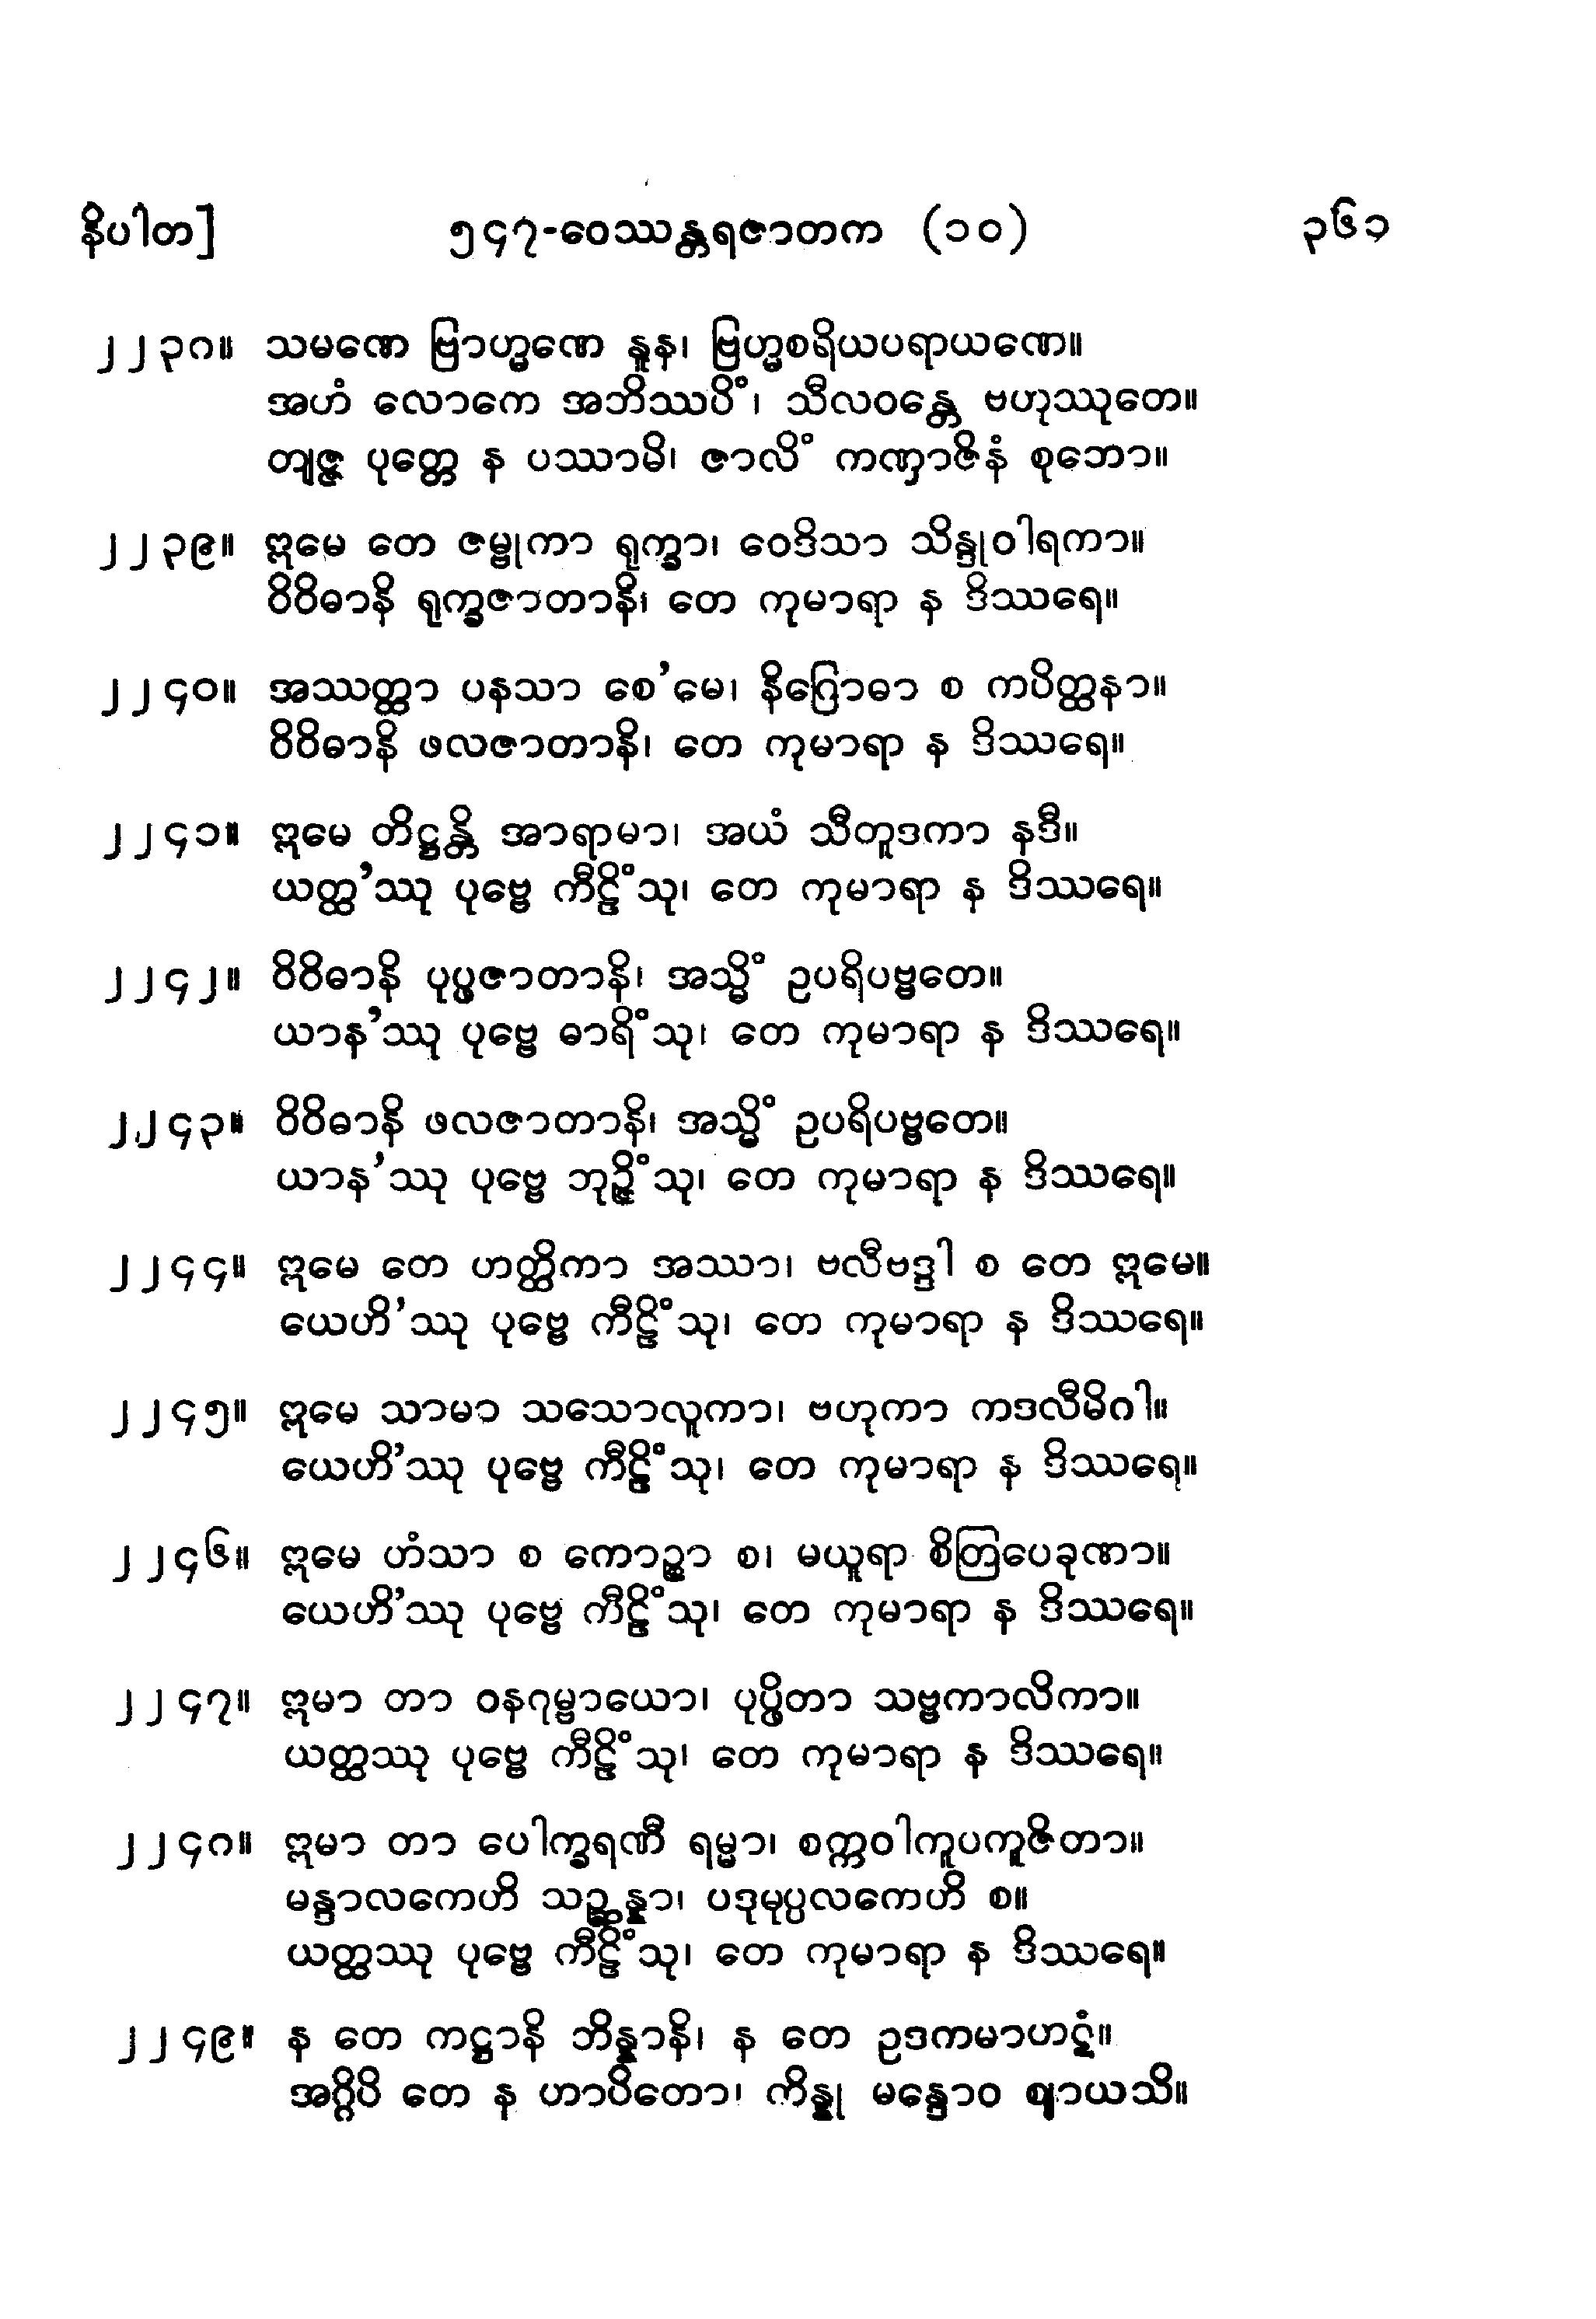 နိပါတ] ၅၄၇-ဝေဿန္တရဇာတက (၁၀) ၃၆၁
၂၂၃၈။ သမဏေ ဗြာဟ္မဏေ နူန၊ ဗြဟ္မစရိယပရာယဏေ။
အဟံ လောကေ အဘိဿပိံ၊ သီလဝန္တေ ဗဟုဿုတေ။
တျဇ္ဇ ပုတ္တေ န ပဿာမိ၊ ဇာလိံ ကဏှာဇိနံ စုဘော။
၂၂၃၉။ ဣမေ တေ ဇမ္ဗုကာ ရုက္ခာ၊ ဝေဒိသာ သိန္ဒုဝါရကာ။
ဝိဝိဓာနိ ရုက္ခဇာတာနိ၊ တေ ကုမာရာ န ဒိဿရေ။
၂၂၄၀။ အဿတ္ထာ ပနသာ စေ’မေ၊ နိဂြောဓာ စ ကပိတ္ထနာ။
ဝိဝိဓာနိ ဖလဇာတာနိ၊ တေ ကုမာရာ န ဒိဿရေ။
၂၂၄၁။ ဣမေ တိဋ္ဌန္တိ အာရာမာ၊ အယံ သီတူဒကာ နဒီ။
ယတ္ထ’ဿု ပုဗ္ဗေ ကီဠိံသု၊ တေ ကုမာရာ န ဒိဿရေ။
၂၂၄၂။ ဝိဝိဓာနိ ပုပ္ဖဇာတာနိ၊ အသ္မိံ ဥပရိပဗ္ဗတေ။
ယာန’ဿု ပုဗ္ဗေ ဓာရိံသု၊ တေ ကုမာရာ န ဒိဿရေ။
၂၂၄၃။ ဝိဝိဓာနိ ဖလဇာတာနိ၊ အသ္မိံ ဥပရိပဗ္ဗတေ။
ယာန’ဿု ပုဗ္ဗေ ဘုဉ္ဇိံသု၊ တေ ကုမာရာ န ဒိဿရေ။
၂၂၄၄။ ဣမေ တေ ဟတ္ထိကာ အဿာ၊ ဗလီဗဒ္ဒါ စ တေ ဣမေ။
ယေဟိ’ဿု ပုဗ္ဗေ ကီဠိံသု၊ တေ ကုမာရာ န ဒိဿရေ။
၂၂၄၅။ ဣမေ သာမာ သသောလူကာ၊ ဗဟုကာ ကဒလီမိဂါ။
ယေဟိ’ဿု ပုဗ္ဗေ ကီဠိံသု၊ တေ ကုမာရာ န ဒိဿရေ။
၂၂၄၆။ ဣမေ ဟံသာ စ ကောဉ္စာ စ၊ မယူရာ စိတြပေခုဏာ။
ယေဟိ’ဿု ပုဗ္ဗေ ကီဠိံသု၊ တေ ကုမာရာ န ဒိဿရေ။
၂၂၄၇။ ဣမာ တာ ဝနဂုမ္ဗာယော၊ ပုပ္ဖိတာ သဗ္ဗကာလိကာ။
ယတ္ထဿု ပုဗ္ဗေ ကီဠိံသု၊ တေ ကုမာရာ န ဒိဿရေ။
၂၂၄၈။ ဣမာ တာ ပေါက္ခရဏီ ရမ္မာ၊ စက္ကဝါကူပကူဇိတာ။
မန္ဒာလကေဟိ သဉ္ဆန္နာ၊ ပဒုမုပ္ပလကေဟိ စ။
ယတ္ထဿု ပုဗ္ဗေ ကီဠိံသု၊ တေ ကုမာရာ န ဒိဿရေ။
၂၂၄၉။ န တေ ကဋ္ဌာနိ ဘိန္နာနိ၊ န တေ ဥဒကမာဟဋံ။
အဂ္ဂိပိ တေ န ဟာပိတော၊ ကိန္နု မန္ဒောဝ ဈာယသိ။